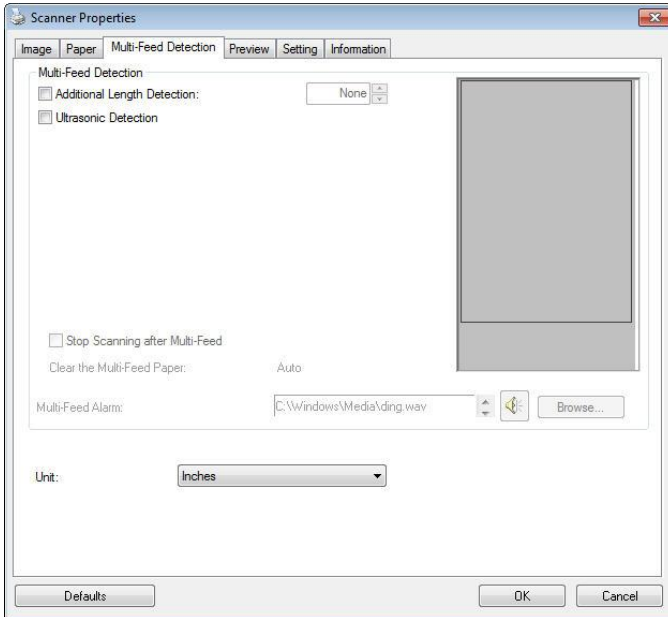 Scanner Properties
Image Paper Multi-Feed Detection Preview Setting Information
Multi-Feed Detection
Additional Length Detection: None
Ultrasonic Detection
Stop Scanning after Multi-Feed
Clear the Multi-Feed Paper: Auto
Multi-Feed Alarm: C:\Windows\Media\ding.wav Browse...
Unit: Inches
Defaults OK Cancel